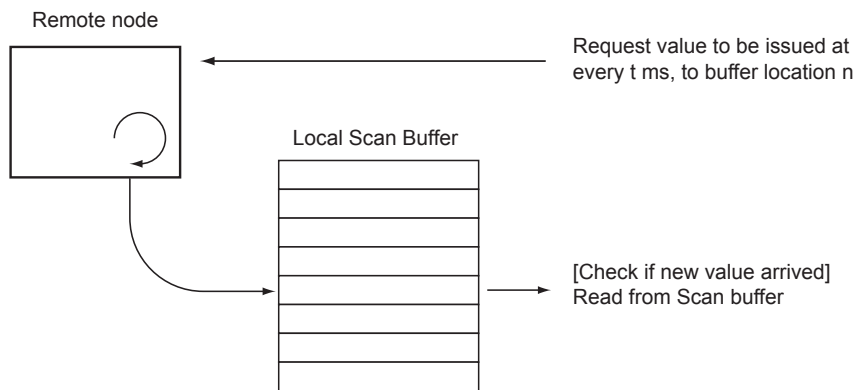 Remote node
Request value to be issued at
every t ms, to buffer location n
Local Scan Buffer
[Check if new value arrived]
Read from Scan buffer